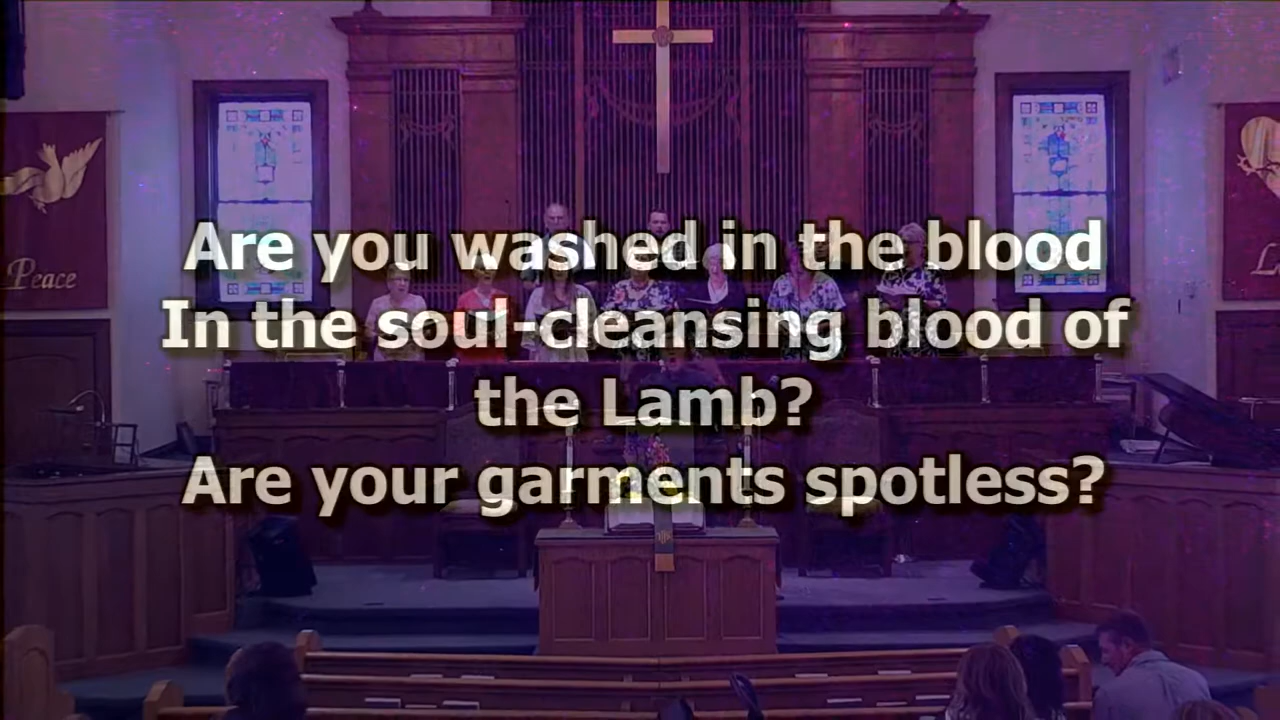 Peace
Are you washed in the blood
In the soul-cleansing blood of
the Lamb?
Are your garments spotless?